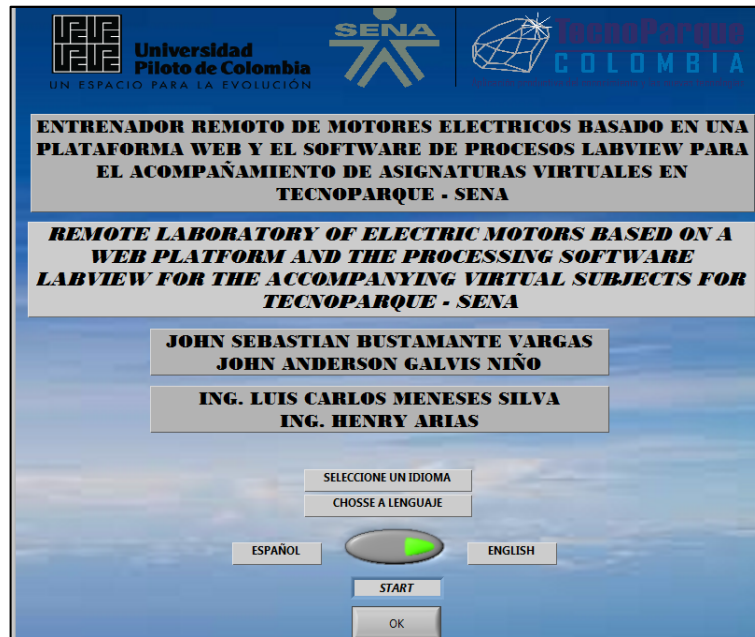 Universidad
Piloto de Colombia
UN ESPACIO PARA LA EVOLUCIÓN
SENA
TecnoParque
COLOMBIA
ENTRENADOR REMOTO DE MOTORES ELECTRICOS BASADO EN UNA
PLATAFORMA WEB Y EL SOFTWARE DE PROCESOS LABVIEW PARA
EL ACOMPAÑAMIENTO DE ASIGNATURAS VIRTUALES EN
TECNOPARQUE - SENA
REMOTE LABORATORY OF ELECTRIC MOTORS BASED ON A
WEB PLATFORM AND THE PROCESSING SOFTWARE
LABVIEW FOR THE ACCOMPANYING VIRTUAL SUBJECTS FOR
TECNOPARQUE - SENA
JOHN SEBASTIAN BUSTAMANTE VARGAS
JOHN ANDERSON GALVIS NIÑO
ING. LUIS CARLOS MENESES SILVA
ING. HENRY ARIAS
SELECCIONE UN IDIOMA
CHOSSE A LENGUAJE
ESPAÑOL ENGLISH
START
OK